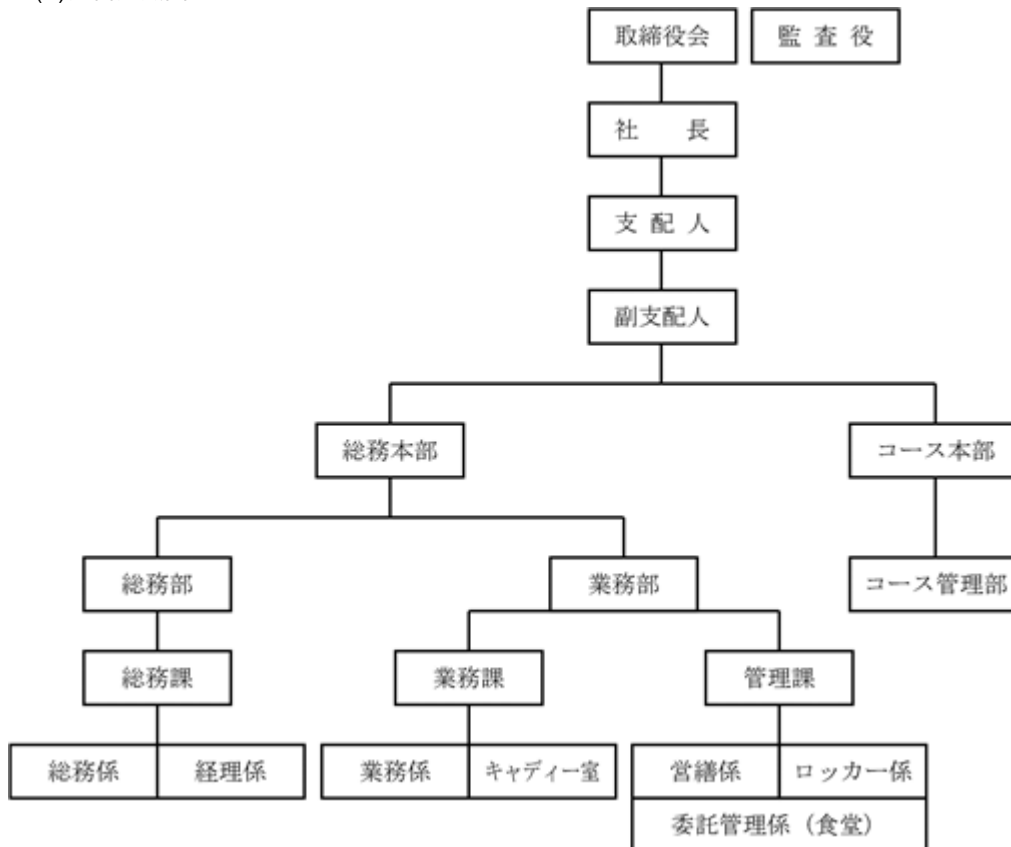 取締役会 監査役
社長
支配人
副支配人
総務本部 コース本部
総務部 業務部 コース管理部
総務課 業務課 管理課
総務係 経理係 業務係 キャディー室 営繕係 ロッカー係
委託管理係(食堂)